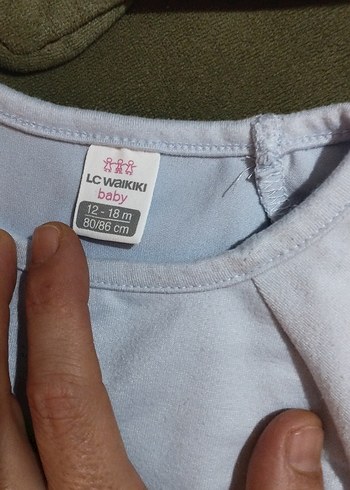 LC WAIKIKI
baby
12 - 18 m
80/86 cm